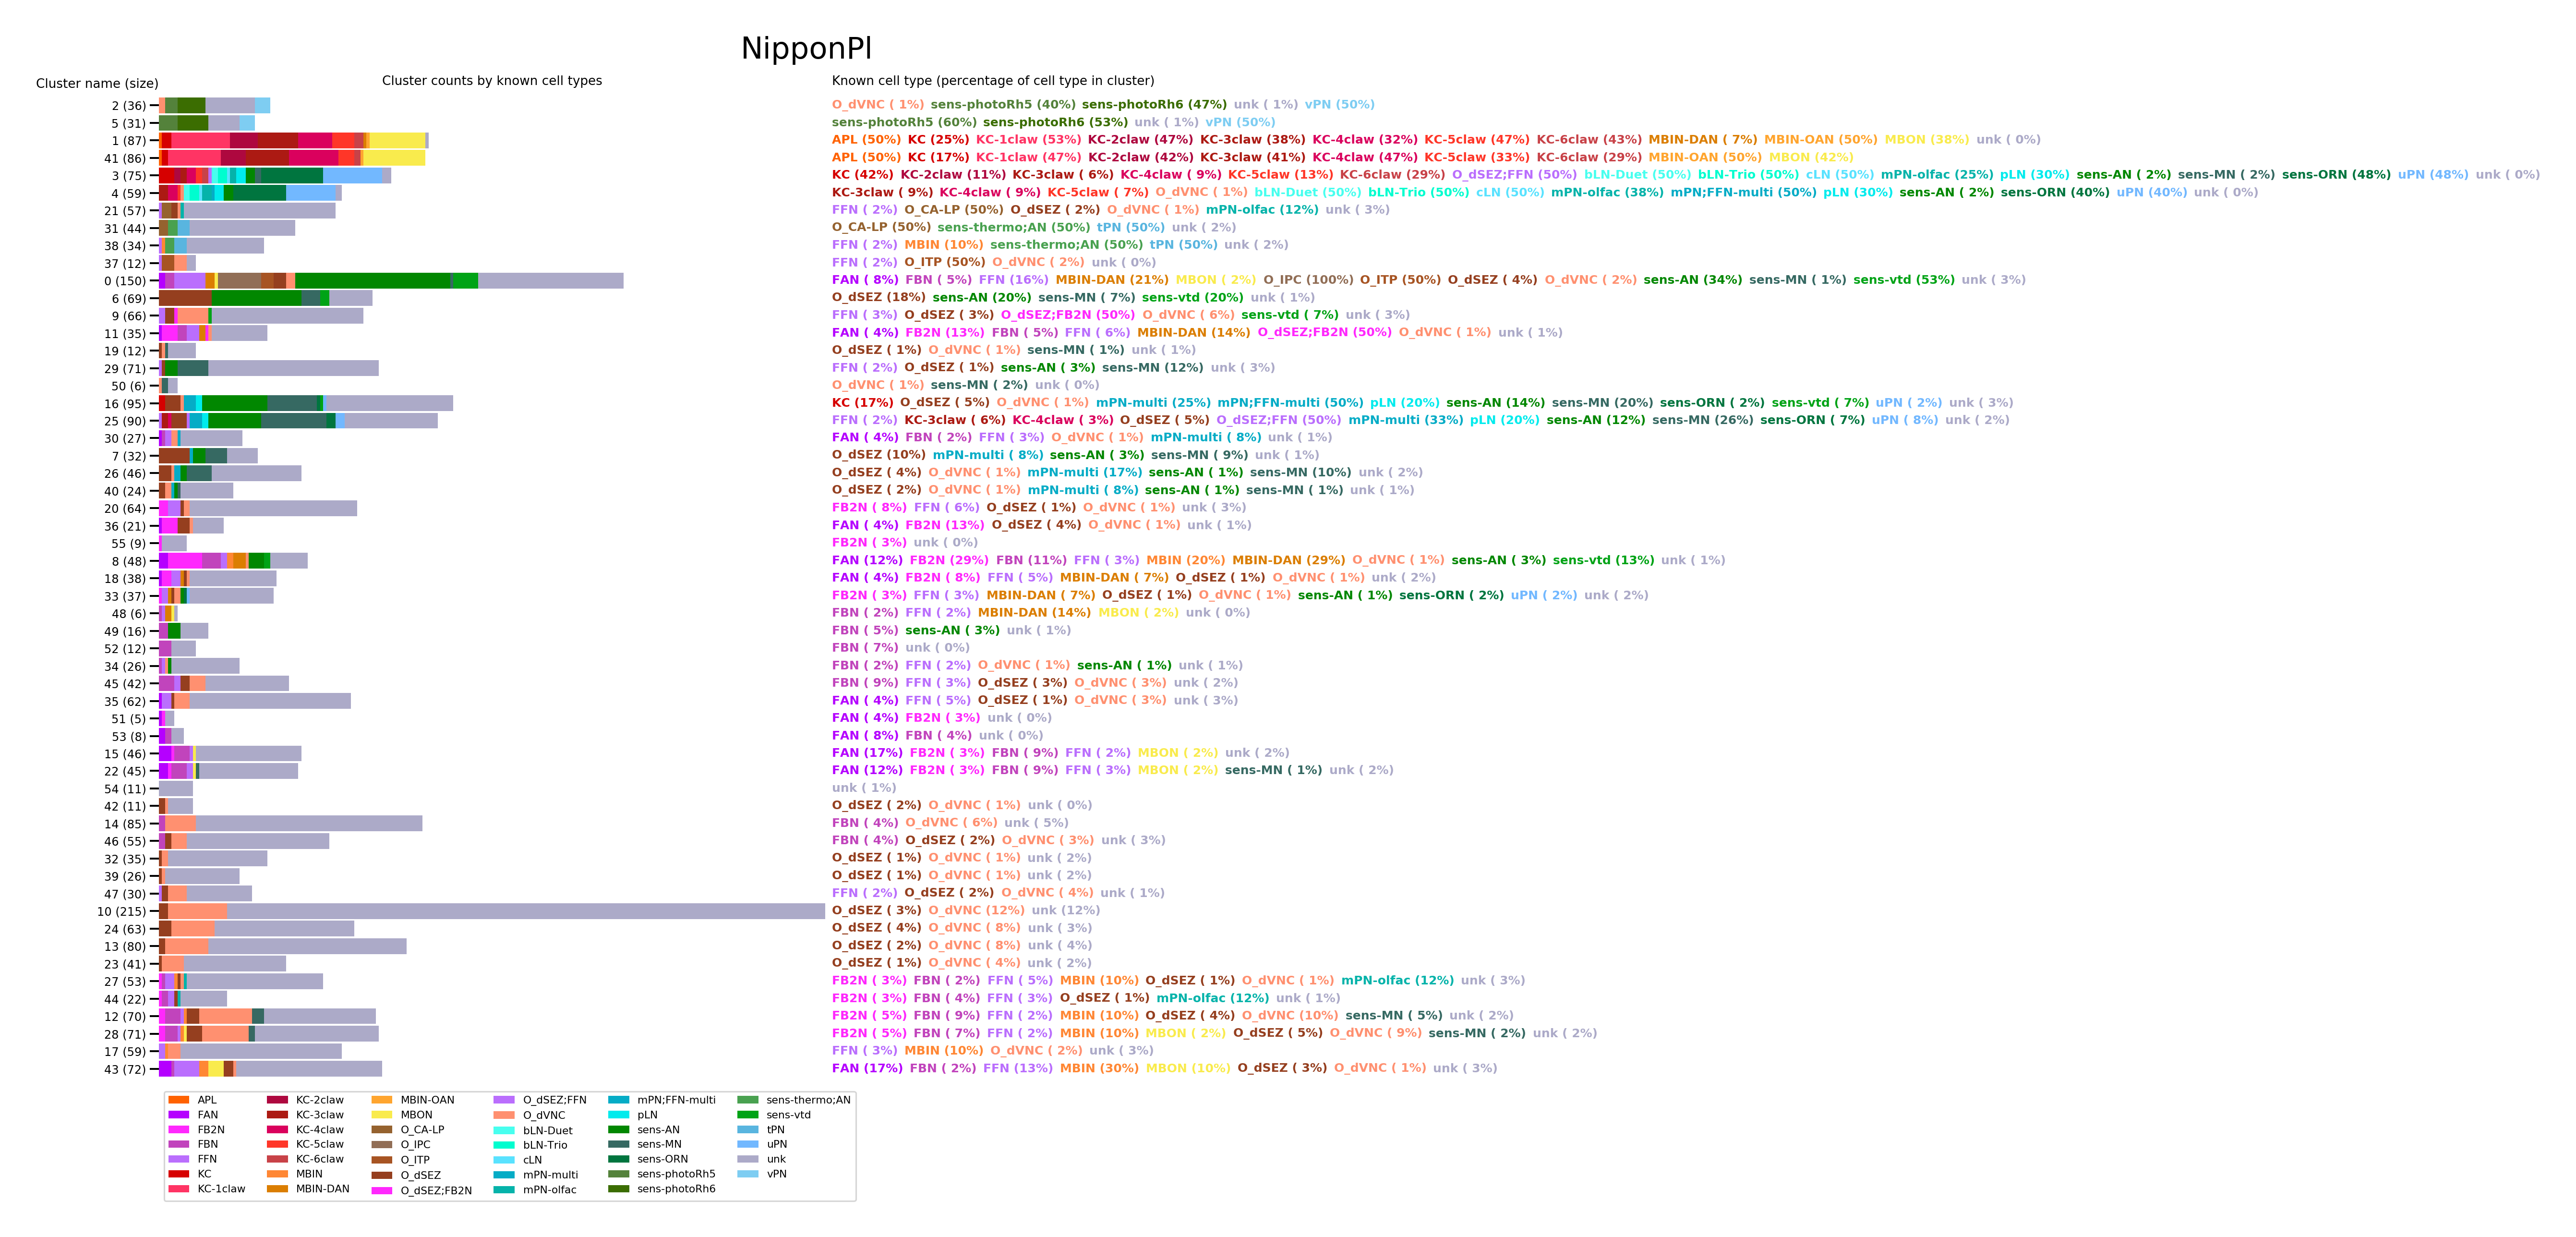 NipponPl
Cluster name (size) Cluster counts by known cell types Known cell type (percentage of cell type in cluster)
2 (36) O_dVNC ( 1%) sens-photoRh5 (40%) sens-photoRh6 (47%) unk ( 1%) vPN (50%)
5 (31) sens-photoRh5 (60%) sens-photoRh6 (53%) unk ( 1%) vPN (50%)
1 (87) APL (50%) KC (25%) KC-1claw (53%) KC-2claw (47%) KC-3claw (38%) KC-4claw (32%) KC-5claw (47%) KC-6claw (43%) MBIN-DAN ( 7%) MBIN-OAN (50%) MBON (38%) unk ( 0%)
41 (86) APL (50%) KC (17%) KC-1claw (47%) KC-2claw (42%) KC-3claw (41%) KC-4claw (47%) KC-5claw (33%) KC-6claw (29%) MBIN-OAN (50%) MBON (42%)
3 (75) KC (42%) KC-2claw (11%) KC-3claw ( 6%) KC-4claw ( 9%) KC-5claw (13%) KC-6claw (29%) O_dSEZ;FFN (50%) bLN-Duet (50%) bLN-Trio (50%) cLN (50%) mPN-olfac (25%) pLN (30%) sens-AN ( 2%) sens-MN ( 2%) sens-ORN (48%) uPN (48%) unk ( 0%)
4 (59) KC-3claw ( 9%) KC-4claw ( 9%) KC-5claw ( 7%) O_dVNC ( 1%) bLN-Duet (50%) bLN-Trio (50%) cLN (50%) mPN-olfac (38%) mPN;FFN-multi (50%) pLN (30%) sens-AN ( 2%) sens-ORN (40%) uPN (40%) unk ( 0%)
21 (57) FFN ( 2%) O_CA-LP (50%) O_dSEZ ( 2%) O_dVNC ( 1%) mPN-olfac (12%) unk ( 3%)
31 (44) O_CA-LP (50%) sens-thermo;AN (50%) tPN (50%) unk ( 2%)
38 (34) FFN ( 2%) MBIN (10%) sens-thermo;AN (50%) tPN (50%) unk ( 2%)
37 (12) FFN ( 2%) O_ITP (50%) O_dVNC ( 2%) unk ( 0%)
0 (150) FAN ( 8%) FBN ( 5%) FFN (16%) MBIN-DAN (21%) MBON ( 2%) O_IPC (100%) O_ITP (50%) O_dSEZ ( 4%) O_dVNC ( 2%) sens-AN (34%) sens-MN ( 1%) sens-vtd (53%) unk ( 3%)
6 (69) O_dSEZ (18%) sens-AN (20%) sens-MN ( 7%) sens-vtd (20%) unk ( 1%)
9 (66) FFN ( 3%) O_dSEZ ( 3%) O_dSEZ;FB2N (50%) O_dVNC ( 6%) sens-vtd ( 7%) unk ( 3%)
11 (35) FAN ( 4%) FB2N (13%) FBN ( 5%) FFN ( 6%) MBIN-DAN (14%) O_dSEZ;FB2N (50%) O_dVNC ( 1%) unk ( 1%)
19 (12) O_dSEZ ( 1%) O_dVNC ( 1%) sens-MN ( 1%) unk ( 1%)
29 (71) FFN ( 2%) O_dSEZ ( 1%) sens-AN ( 3%) sens-MN (12%) unk ( 3%)
50 (6) O_dVNC ( 1%) sens-MN ( 2%) unk ( 0%)
16 (95) KC (17%) O_dSEZ ( 5%) O_dVNC ( 1%) mPN-multi (25%) mPN;FFN-multi (50%) pLN (20%) sens-AN (14%) sens-MN (20%) sens-ORN ( 2%) sens-vtd ( 7%) uPN ( 2%) unk ( 3%)
25 (90) FFN ( 2%) KC-3claw ( 6%) KC-4claw ( 3%) O_dSEZ ( 5%) O_dSEZ;FFN (50%) mPN-multi (33%) pLN (20%) sens-AN (12%) sens-MN (26%) sens-ORN ( 7%) uPN ( 8%) unk ( 2%)
30 (27) FAN ( 4%) FBN ( 2%) FFN ( 3%) O_dVNC ( 1%) mPN-multi ( 8%) unk ( 1%)
7 (32) O_dSEZ (10%) mPN-multi ( 8%) sens-AN ( 3%) sens-MN ( 9%) unk ( 1%)
26 (46) O_dSEZ ( 4%) O_dVNC ( 1%) mPN-multi (17%) sens-AN ( 1%) sens-MN (10%) unk ( 2%)
40 (24) O_dSEZ ( 2%) O_dVNC ( 1%) mPN-multi ( 8%) sens-AN ( 1%) sens-MN ( 1%) unk ( 1%)
20 (64) FB2N ( 8%) FFN ( 6%) O_dSEZ ( 1%) O_dVNC ( 1%) unk ( 3%)
36 (21) FAN ( 4%) FB2N (13%) O_dSEZ ( 4%) O_dVNC ( 1%) unk ( 1%)
55 (9) FB2N ( 3%) unk ( 0%)
8 (48) FAN (12%) FB2N (29%) FBN (11%) FFN ( 3%) MBIN (20%) MBIN-DAN (29%) O_dVNC ( 1%) sens-AN ( 3%) sens-vtd (13%) unk ( 1%)
18 (38) FAN ( 4%) FB2N ( 8%) FFN ( 5%) MBIN-DAN ( 7%) O_dSEZ ( 1%) O_dVNC ( 1%) unk ( 2%)
33 (37) FB2N ( 3%) FFN ( 3%) MBIN-DAN ( 7%) O_dSEZ ( 1%) O_dVNC ( 1%) sens-AN ( 1%) sens-ORN ( 2%) uPN ( 2%) unk ( 2%)
48 (6) FBN ( 2%) FFN ( 2%) MBIN-DAN (14%) MBON ( 2%) unk ( 0%)
49 (16) FBN ( 5%) sens-AN ( 3%) unk ( 1%)
52 (12) FBN ( 7%) unk ( 0%)
34 (26) FBN ( 2%) FFN ( 2%) O_dVNC ( 1%) sens-AN ( 1%) unk ( 1%)
45 (42) FBN ( 9%) FFN ( 3%) O_dSEZ ( 3%) O_dVNC ( 3%) unk ( 2%)
35 (62) FAN ( 4%) FFN ( 5%) O_dSEZ ( 1%) O_dVNC ( 3%) unk ( 3%)
51 (5) FAN ( 4%) FB2N ( 3%) unk ( 0%)
53 (8) FAN ( 8%) FBN ( 4%) unk ( 0%)
15 (46) FAN (17%) FB2N ( 3%) FBN ( 9%) FFN ( 2%) MBON ( 2%) unk ( 2%)
22 (45) FAN (12%) FB2N ( 3%) FBN ( 9%) FFN ( 3%) MBON ( 2%) sens-MN ( 1%) unk ( 2%)
54 (11) unk ( 1%)
42 (11) O_dSEZ ( 2%) O_dVNC ( 1%) unk ( 0%)
14 (85) FBN ( 4%) O_dVNC ( 6%) unk ( 5%)
46 (55) FBN ( 4%) O_dSEZ ( 2%) O_dVNC ( 3%) unk ( 3%)
32 (35) O_dSEZ ( 1%) O_dVNC ( 1%) unk ( 2%)
39 (26) O_dSEZ ( 1%) O_dVNC ( 1%) unk ( 2%)
47 (30) FFN ( 2%) O_dSEZ ( 2%) O_dVNC ( 4%) unk ( 1%)
10 (215) O_dSEZ ( 3%) O_dVNC (12%) unk (12%)
24 (63) O_dSEZ ( 4%) O_dVNC ( 8%) unk ( 3%)
13 (80) O_dSEZ ( 2%) O_dVNC ( 8%) unk ( 4%)
23 (41) O_dSEZ ( 1%) O_dVNC ( 4%) unk ( 2%)
27 (53) FB2N ( 3%) FBN ( 2%) FFN ( 5%) MBIN (10%) O_dSEZ ( 1%) O_dVNC ( 1%) mPN-olfac (12%) unk ( 3%)
44 (22) FB2N ( 3%) FBN ( 4%) FFN ( 3%) O_dSEZ ( 1%) mPN-olfac (12%) unk ( 1%)
12 (70) FB2N ( 5%) FBN ( 9%) FFN ( 2%) MBIN (10%) O_dSEZ ( 4%) O_dVNC (10%) sens-MN ( 5%) unk ( 2%)
28 (71) FB2N ( 5%) FBN ( 7%) FFN ( 2%) MBIN (10%) MBON ( 2%) O_dSEZ ( 5%) O_dVNC ( 9%) sens-MN ( 2%) unk ( 2%)
17 (59) FFN ( 3%) MBIN (10%) O_dVNC ( 2%) unk ( 3%)
43 (72) FAN (17%) FBN ( 2%) FFN (13%) MBIN (30%) MBON (10%) O_dSEZ ( 3%) O_dVNC ( 1%) unk ( 3%)
APL KC-2claw MBIN-OAN O_dSEZ;FFN mPN;FFN-multi sens-thermo;AN
FAN KC-3claw MBON O_dVNC pLN sens-vtd
FB2N KC-4claw O_CA-LP bLN-Duet sens-AN tPN
FBN KC-5claw O_IPC bLN-Trio sens-MN uPN
FFN KC-6claw O_ITP cLN sens-ORN unk
KC MBIN O_dSEZ mPN-multi sens-photoRh5 vPN
KC-1claw MBIN-DAN O_dSEZ;FB2N mPN-olfac sens-photoRh6